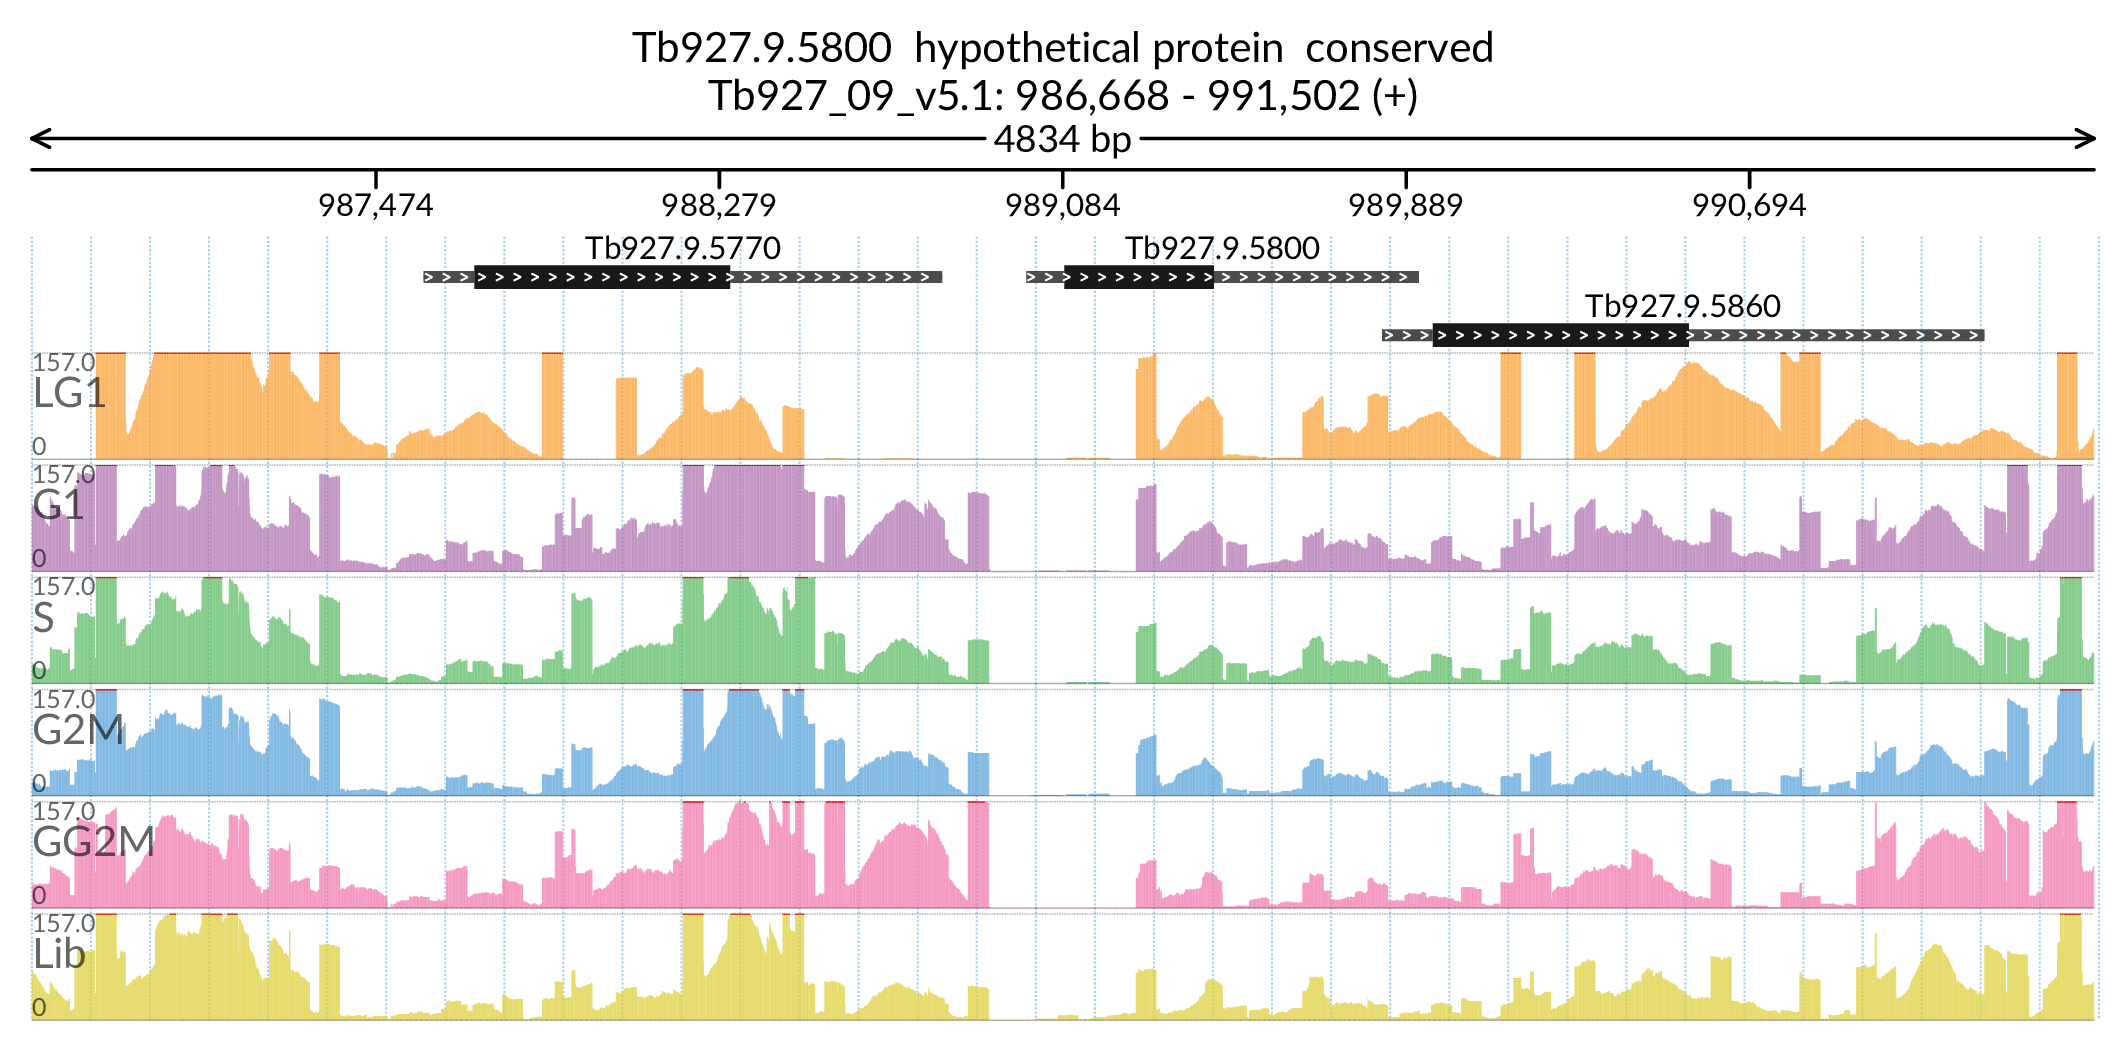 Tb927.9.5800 hypothetical protein conserved
Tb927_09_v5.1: 986,668 - 991,502 (+)
4834 bp
987,474 988,279 989,084 989,889 990,694
Tb927.9.5770 Tb927.9.5800
Tb927.9.5860
157.0
LG1
0
157.0
G1
0
157.0
S
0
157.0
G2M
0
157.0
GG2M
0
157.0
Lib
0